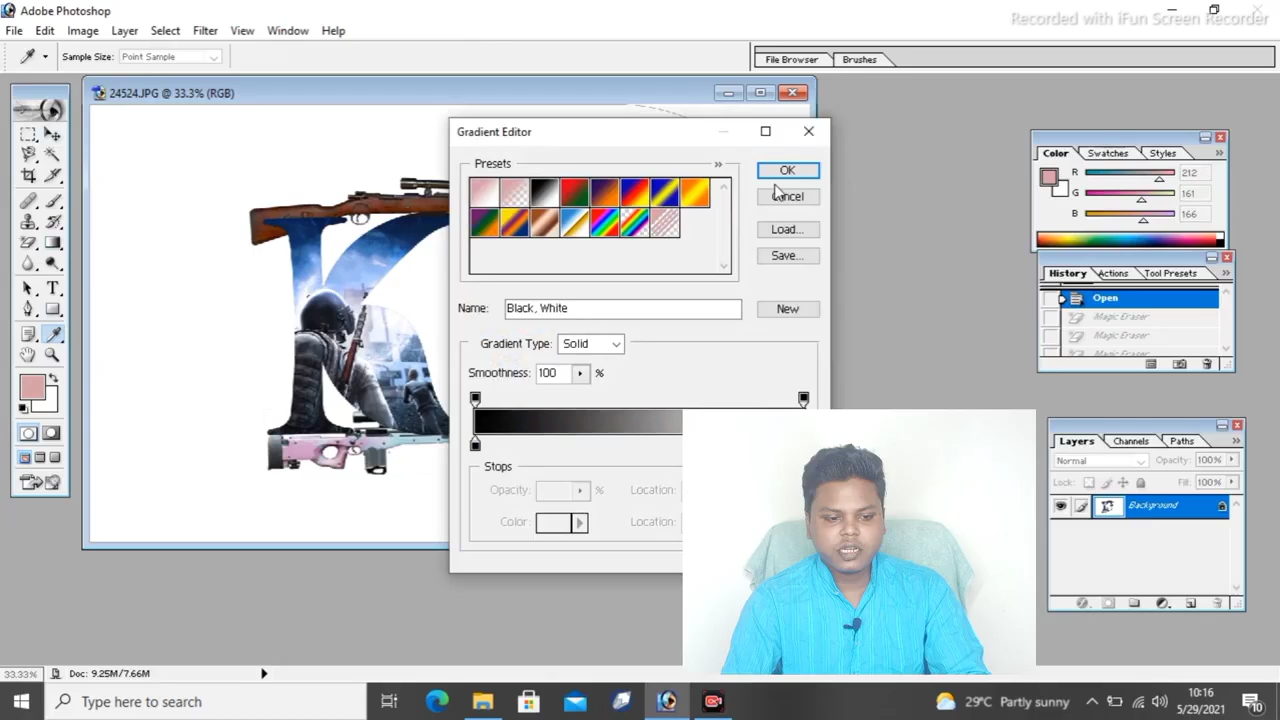 Adobe Photoshop
Recorded with iFun Screen Recorder
File Edit Image Layer Select Filter View Window Help
Sample Size: Point Sample
File Browser Brushes
24524.JPG @ 33.3% (RGB)
Gradient Editor
Presets
OK
Cancel
Load...
Save...
Name: Black, White
New
Gradient Type: Solid
Smoothness: 100 %
Stops
Opacity: % Location:
Color: Location:
Color Swatches Styles
R 212
G 161
B 166
History Actions Tool Presets
Open
Magic Eraser
Magic Eraser
Magic Eraser
Layers Channels Paths
Normal Opacity: 100%
Lock: Fill: 100%
Background
33.33% Doc: 9.25M/7.66M
Type here to search
29°C Partly sunny
10:16
5/29/2021
10